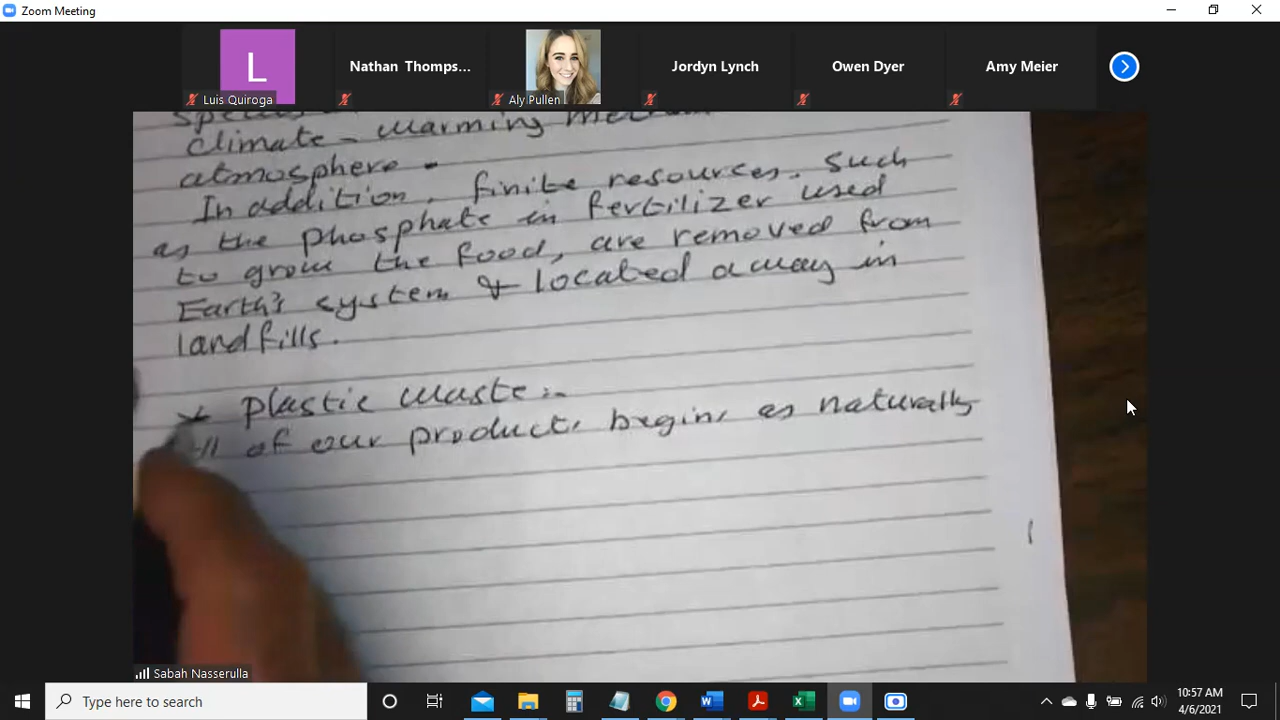 Zoom Meeting
L
Luis Quiroga
Nathan Thomps...
Aly Pullen
Jordyn Lynch
Owen Dyer
Amy Meier
climate - warming
atmosphere -
In addition, finite resources. Such
as the phosphate in fertilizer used
to grow the food, are removed from
Earth's system & located away in
landfills.
* Plastic waste :-
of our product, begin, as naturally
Sabah Nasserulla
Type here to search
10:57 AM
4/6/2021